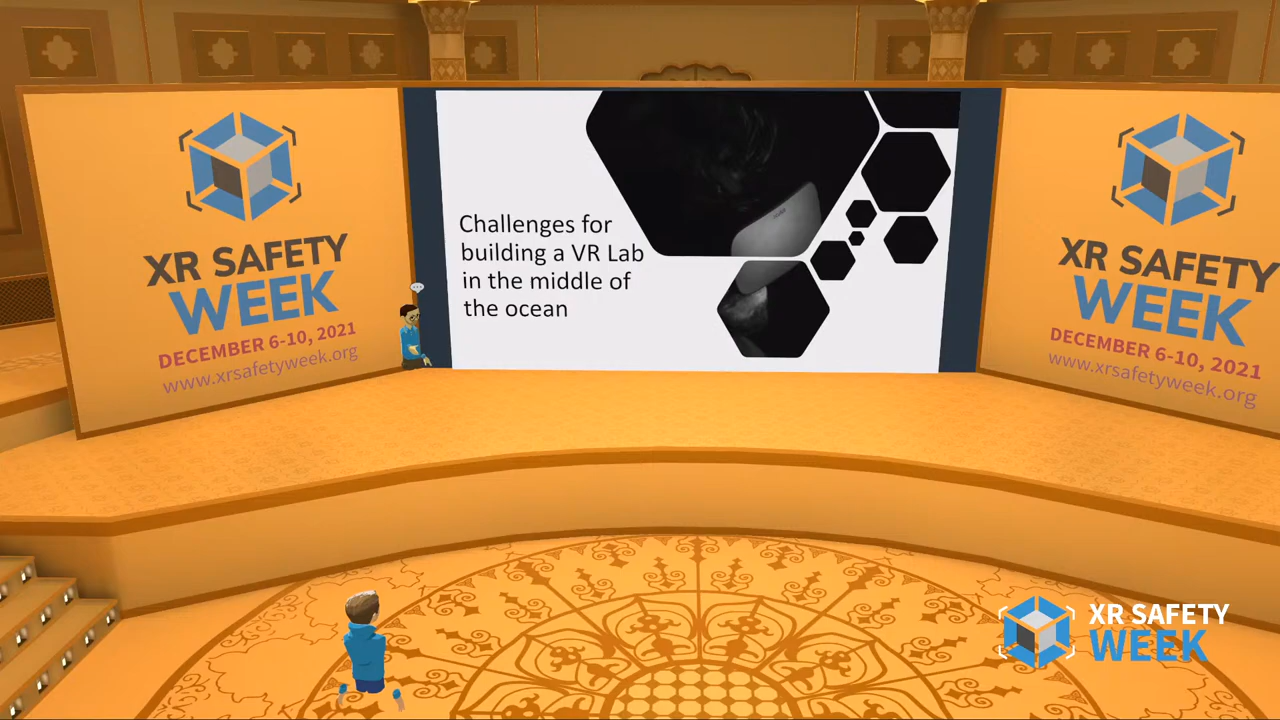 XR SAFETY
WEEK
DECEMBER 6-10, 2021
www.xrsafetyweek.org
Challenges for
building a VR Lab
in the middle of
the ocean
XR SAFETY
WEEK
DECEMBER 6-10, 2021
www.xrsafetyweek.org
XR SAFETY
WEEK